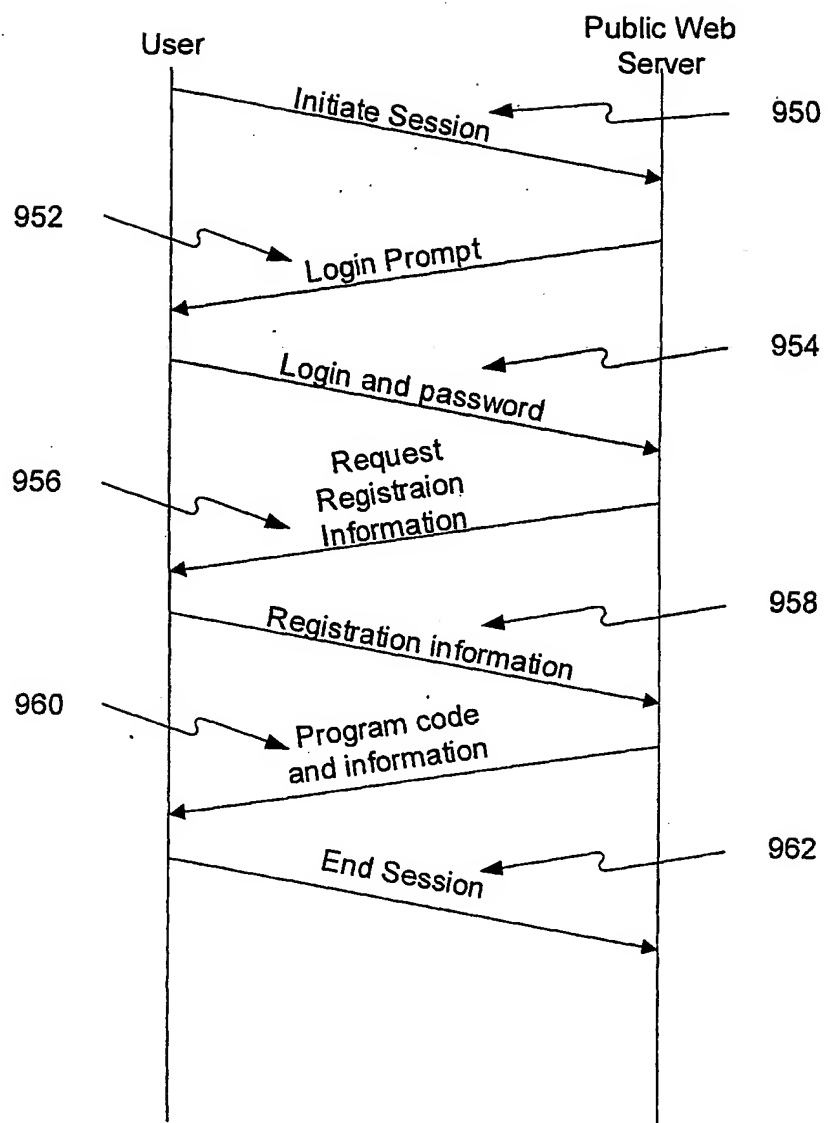 User
Public Web
Server
Initiate Session
950
952
Login Prompt
954
Login and password
956
Request
Registraion
Information
958
Registration information
960
Program code
and information
962
End Session